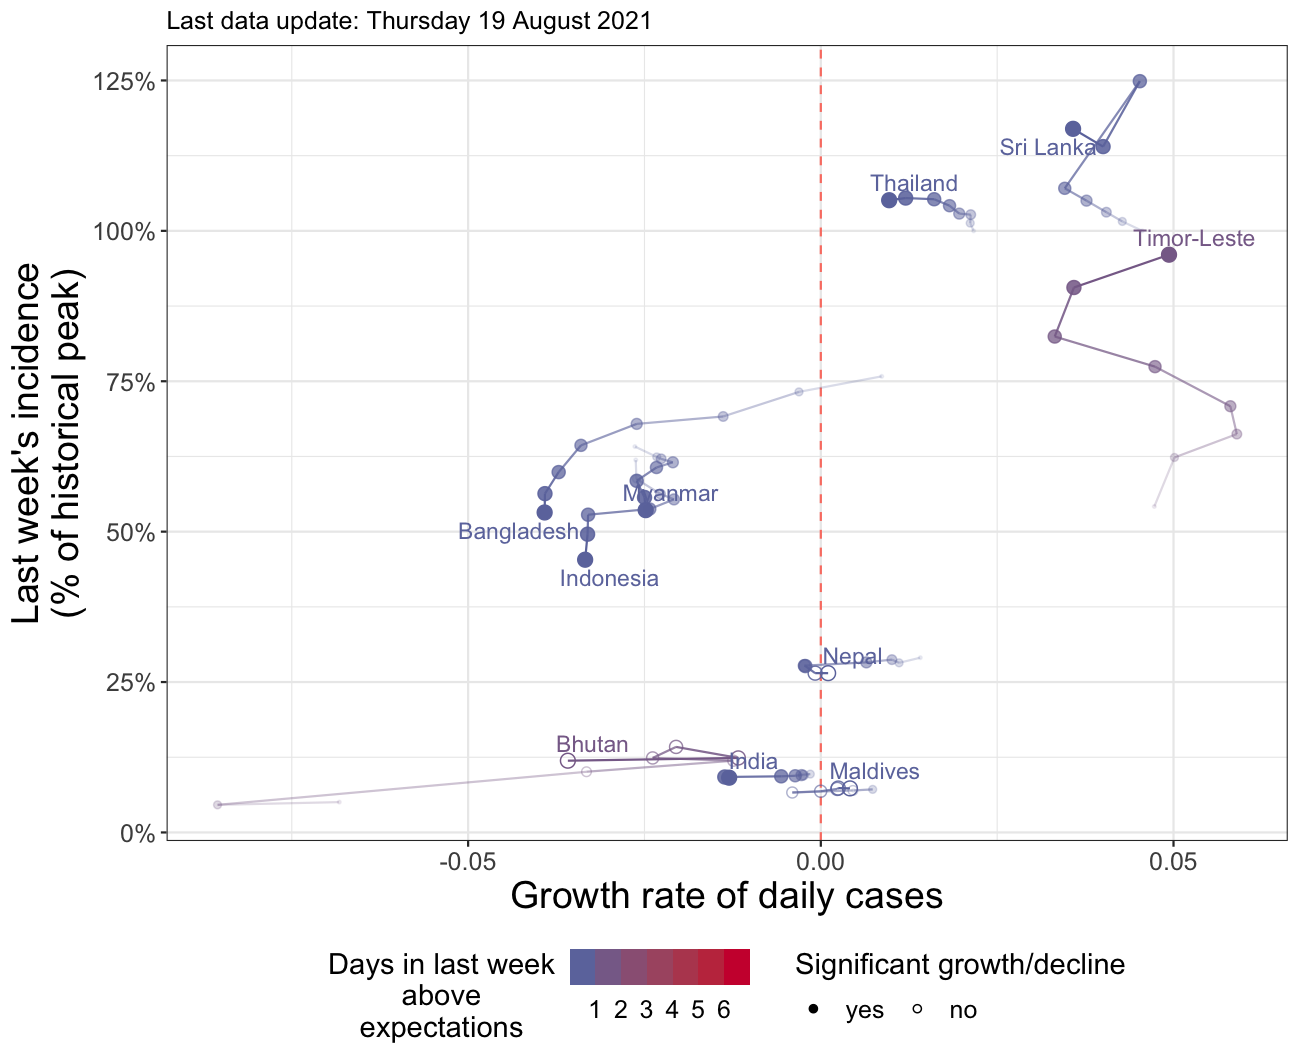 Last data update: Thursday 19 August 2021
Last week's incidence
(% of historical peak)
125%
100%
75%
50%
25%
0%
Sri Lanka
Thailand
Timor-Leste
Myanmar
Bangladesh
Indonesia
Nepal
Bhutan
India
Maldives
-0.05
0.00
0.05
Growth rate of daily cases
Days in last week
above
expectations
1 2 3 4 5 6
Significant growth/decline
yes no